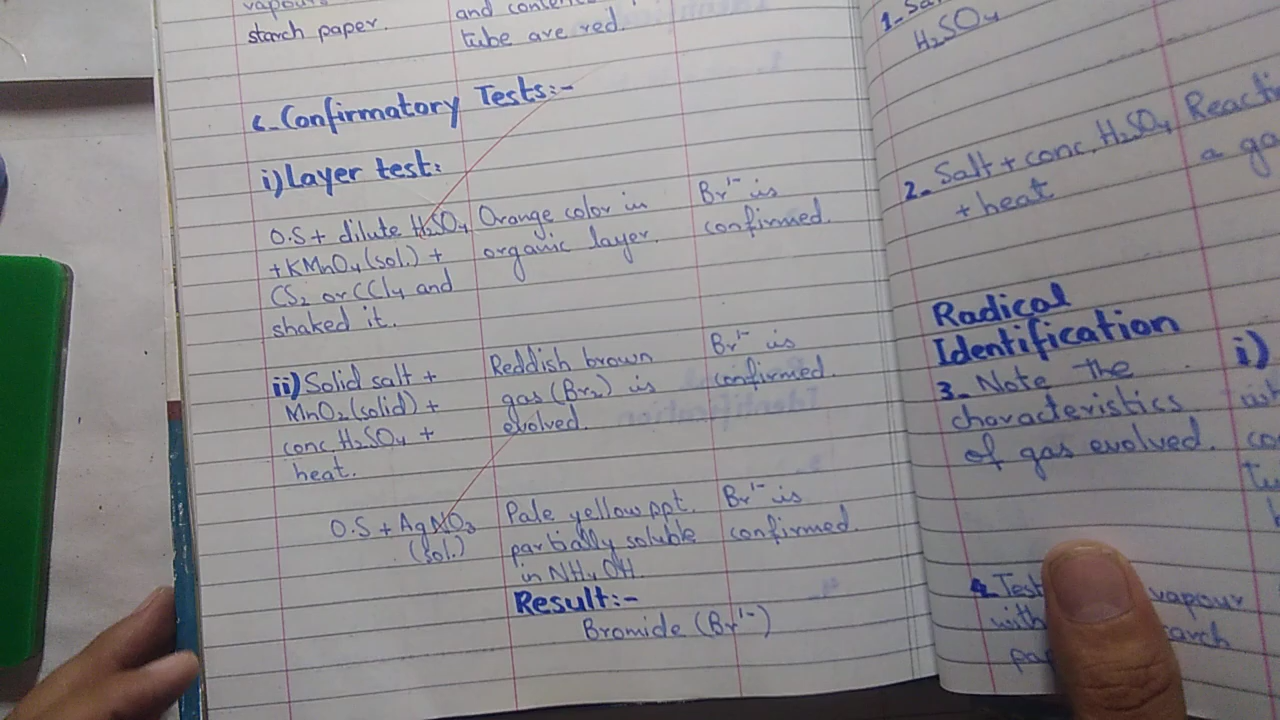 vapours
starch paper.
and
tube are red.
c. Confirmatory Tests:-
i) Layer test:
O.S + dilute H₂SO₄
+ KMnO₄ (sol.) +
CS₂ or CCl₄ and
shaked it.
Orange color in
organic layer.
Br¹⁻ is
confirmed.
ii) Solid salt +
MnO₂ (solid) +
conc. H₂SO₄ +
heat.
Reddish brown
gas (Br₂) is
evolved.
Br¹⁻ is
confirmed.
O.S + AgNO₃
(sol.)
Pale yellow ppt.
partially soluble
in NH₄OH.
Br¹⁻ is
confirmed.
Result:-
Bromide (Br¹⁻)
1-
H₂SO₄
2- Salt + conc. H₂SO₄
+ heat
a
Radical
Identification
3- Note the
characteristics
of gas evolved.
i)
4- Test vapour
with